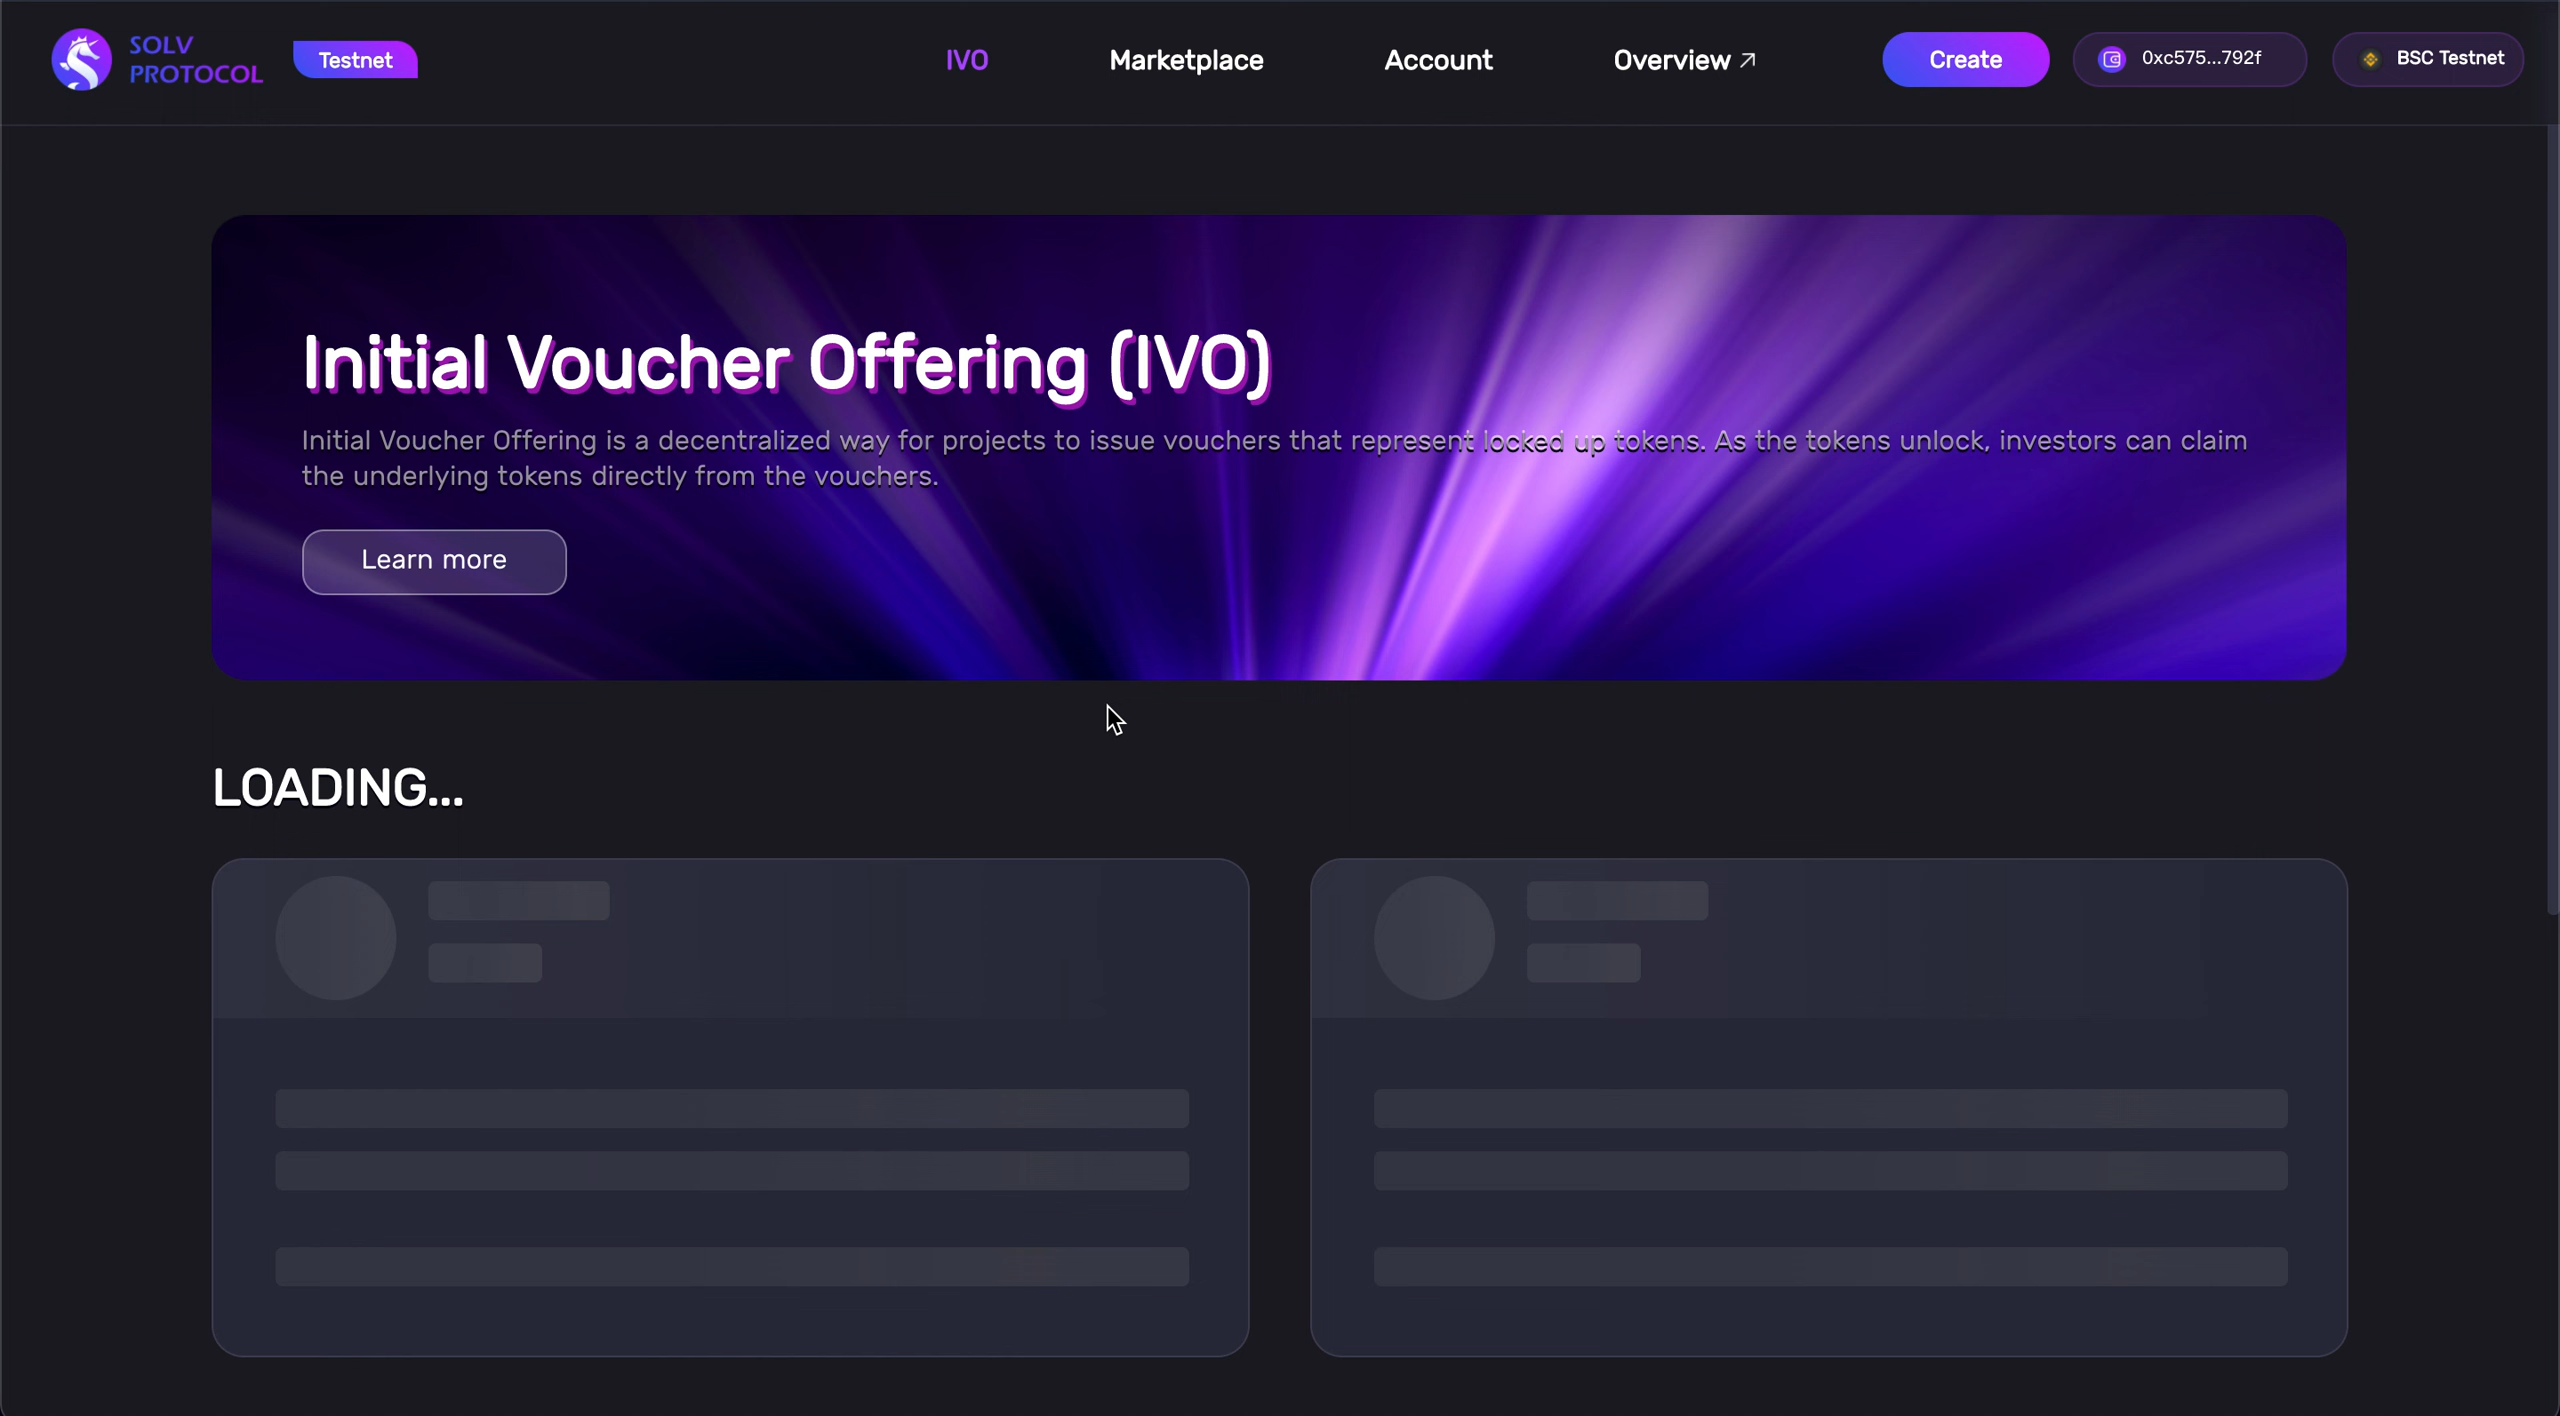 SOLV
PROTOCOL
Testnet
IVO
Marketplace
Account
Overview
Create
0xc575...792f
BSC Testnet
Initial Voucher Offering (IVO)
Initial Voucher Offering is a decentralized way for projects to issue vouchers that represent locked up tokens. As the tokens unlock, investors can claim
the underlying tokens directly from the vouchers.
Learn more
LOADING...